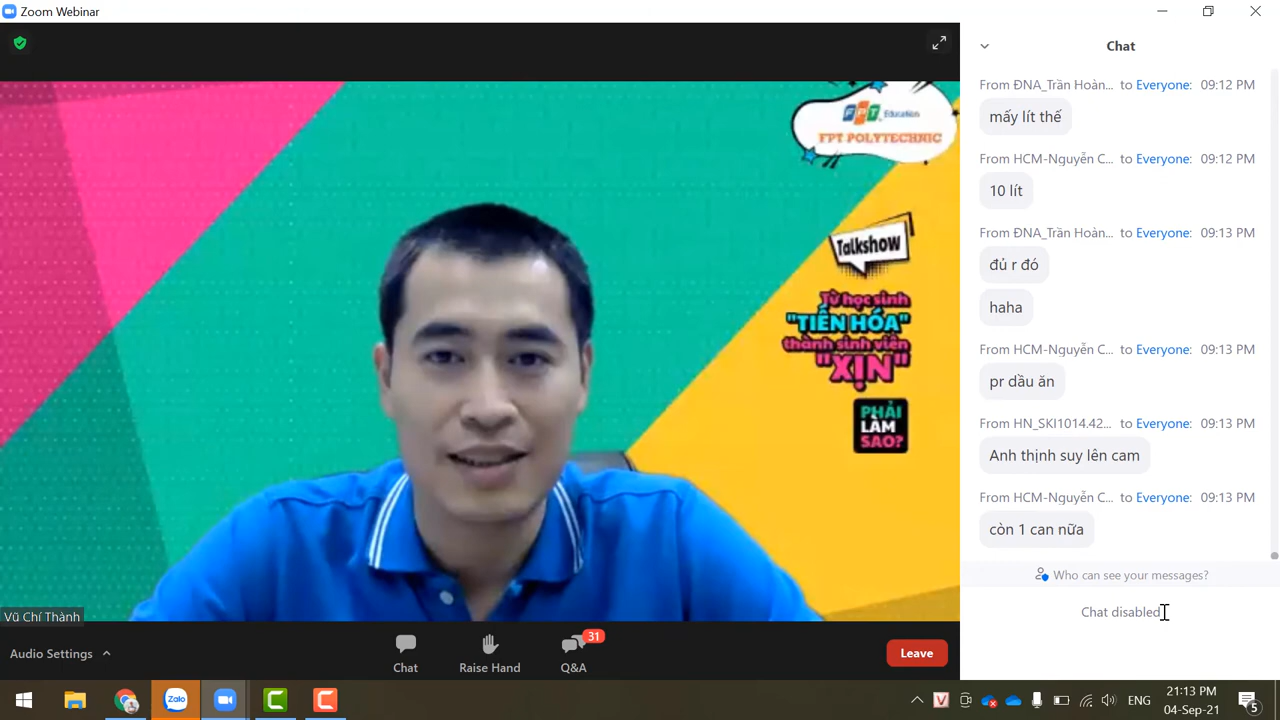 Zoom Webinar
FPT Education
FPT POLYTECHNIC
Talkshow
Từ học sinh
"TIẾN HÓA"
thành sinh viên
"XỊN"
PHẢI
LÀM
SAO?
Vũ Chí Thành
Chat
From ĐNA_Trần Hoàn... to Everyone: 09:12 PM
mấy lít thế
From HCM-Nguyễn C... to Everyone: 09:12 PM
10 lít
From ĐNA_Trần Hoàn... to Everyone: 09:13 PM
đủ r đó
haha
From HCM-Nguyễn C... to Everyone: 09:13 PM
pr dầu ăn
From HN_SKI1014.42... to Everyone: 09:13 PM
Anh thịnh suy lên cam
From HCM-Nguyễn C... to Everyone: 09:13 PM
còn 1 can nữa
Who can see your messages?
Chat disabled
Audio Settings
Chat
Raise Hand
31
Q&A
Leave
Zalo
ENG
21:13 PM
04-Sep-21
5